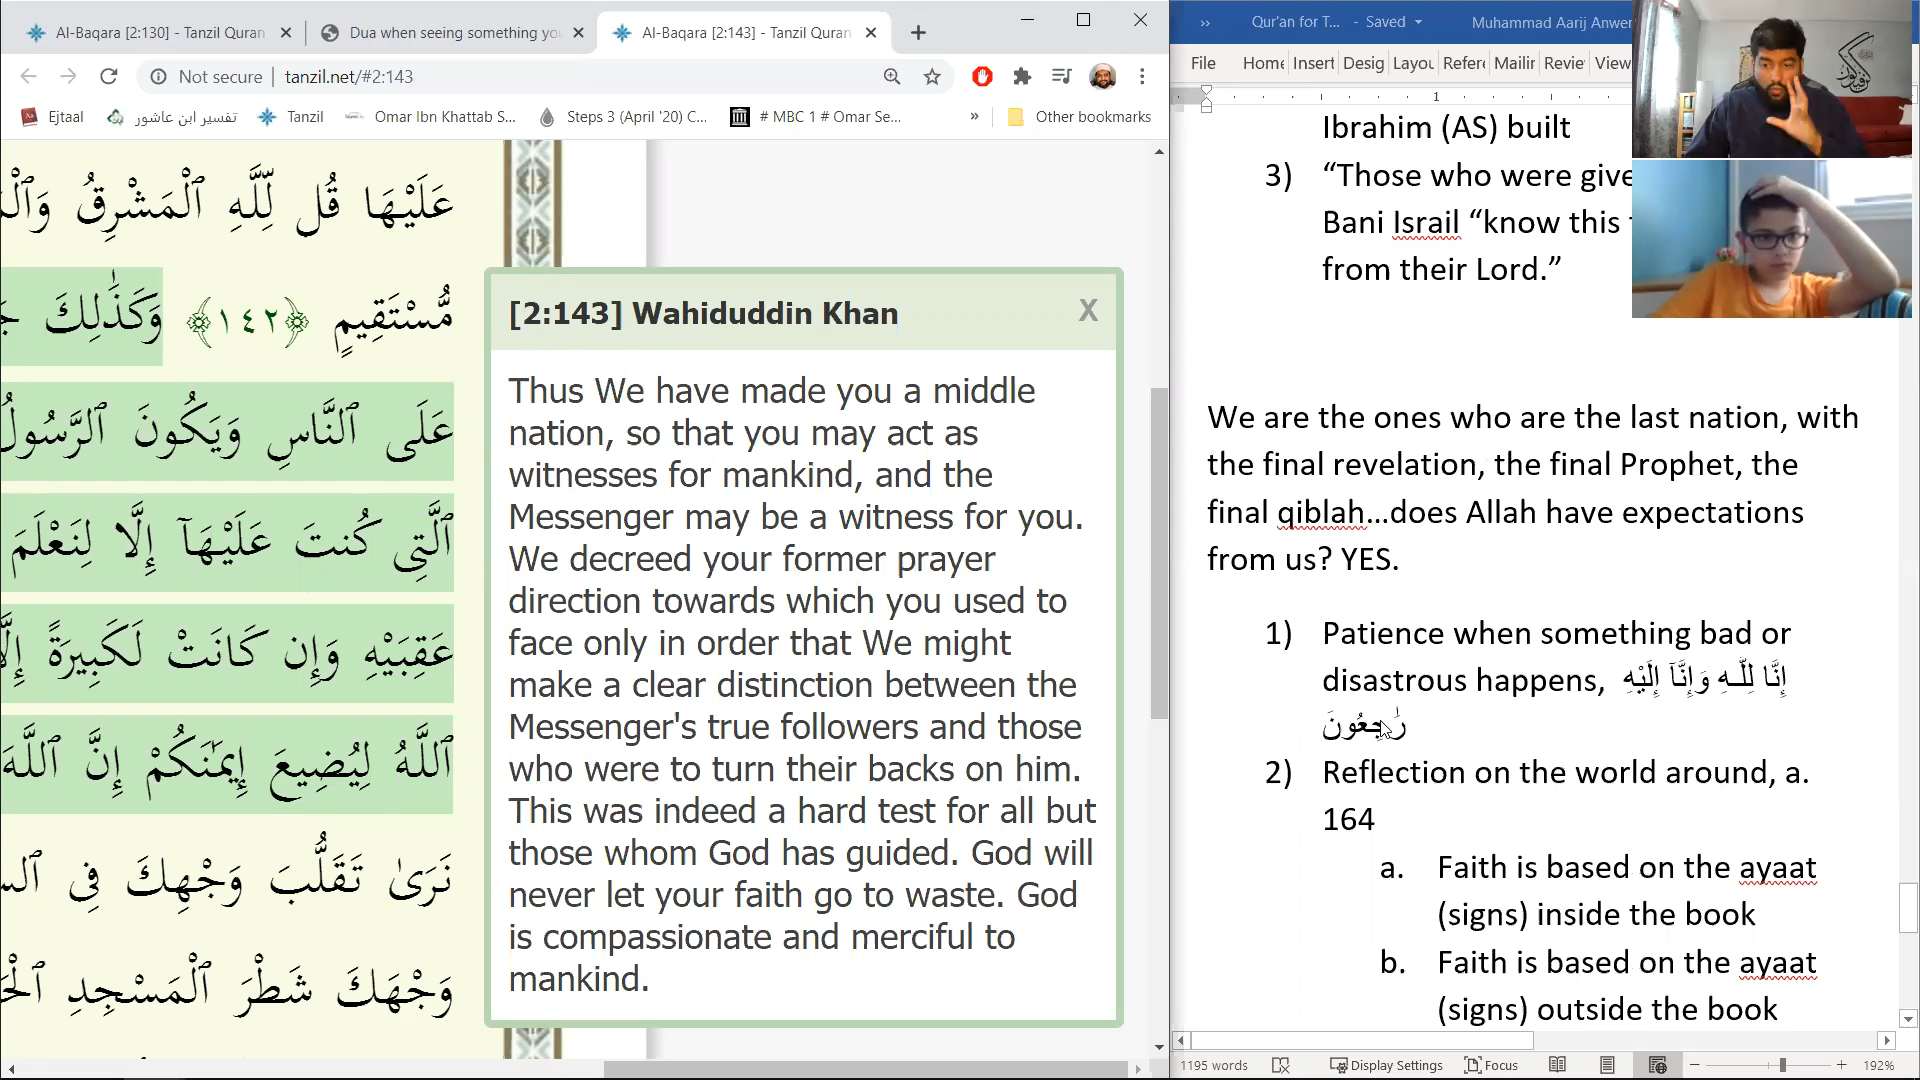 Al-Baqara [2:130] - Tanzil Quran
Dua when seeing something you
Al-Baqara [2:143] - Tanzil Quran
Not secure
tanzil.net/#2:143
Ejtaal
تفسير ابن عاشور
Tanzil
Omar Ibn Khattab S...
Steps 3 (April '20) C...
# MBC 1 # Omar Se...
»
Other bookmarks
عَلَيْهَا قُل لِّلَّهِ ٱلْمَشْرِقُ
مُّسْتَقِيمٍ ﴿١٤٢﴾ وَكَذَٰلِكَ
عَلَى ٱلنَّاسِ وَيَكُونَ ٱلرَّسُولُ
ٱلَّتِى كُنتَ عَلَيْهَآ إِلَّا لِنَعْلَمَ
عَقِبَيْهِ وَإِن كَانَتْ لَكَبِيرَةً
ٱللَّهُ لِيُضِيعَ إِيمَـٰنَكُمْ إِنَّ ٱللَّهَ
نَرَىٰ تَقَلُّبَ وَجْهِكَ فِى
وَجْهَكَ شَطْرَ ٱلْمَسْجِدِ
[2:143] Wahiduddin Khan
X
Thus We have made you a middle
nation, so that you may act as
witnesses for mankind, and the
Messenger may be a witness for you.
We decreed your former prayer
direction towards which you used to
face only in order that We might
make a clear distinction between the
Messenger's true followers and those
who were to turn their backs on him.
This was indeed a hard test for all but
those whom God has guided. God will
never let your faith go to waste. God
is compassionate and merciful to
mankind.
Qur'an for T... - Saved
Muhammad Aarij Anwer
File Home Insert Desig Layou Refere Mailin Review View
1
Ibrahim (AS) built
3) “Those who were give
Bani Israil “know this
from their Lord.”
We are the ones who are the last nation, with
the final revelation, the final Prophet, the
final qiblah...does Allah have expectations
from us? YES.
1) Patience when something bad or
disastrous happens, إِنَّا لِلَّـهِ وَإِنَّآ إِلَيْهِ
رَٰجِعُونَ
2) Reflection on the world around, a.
164
a. Faith is based on the ayaat
(signs) inside the book
b. Faith is based on the ayaat
(signs) outside the book
1195 words
Display Settings
Focus
192%